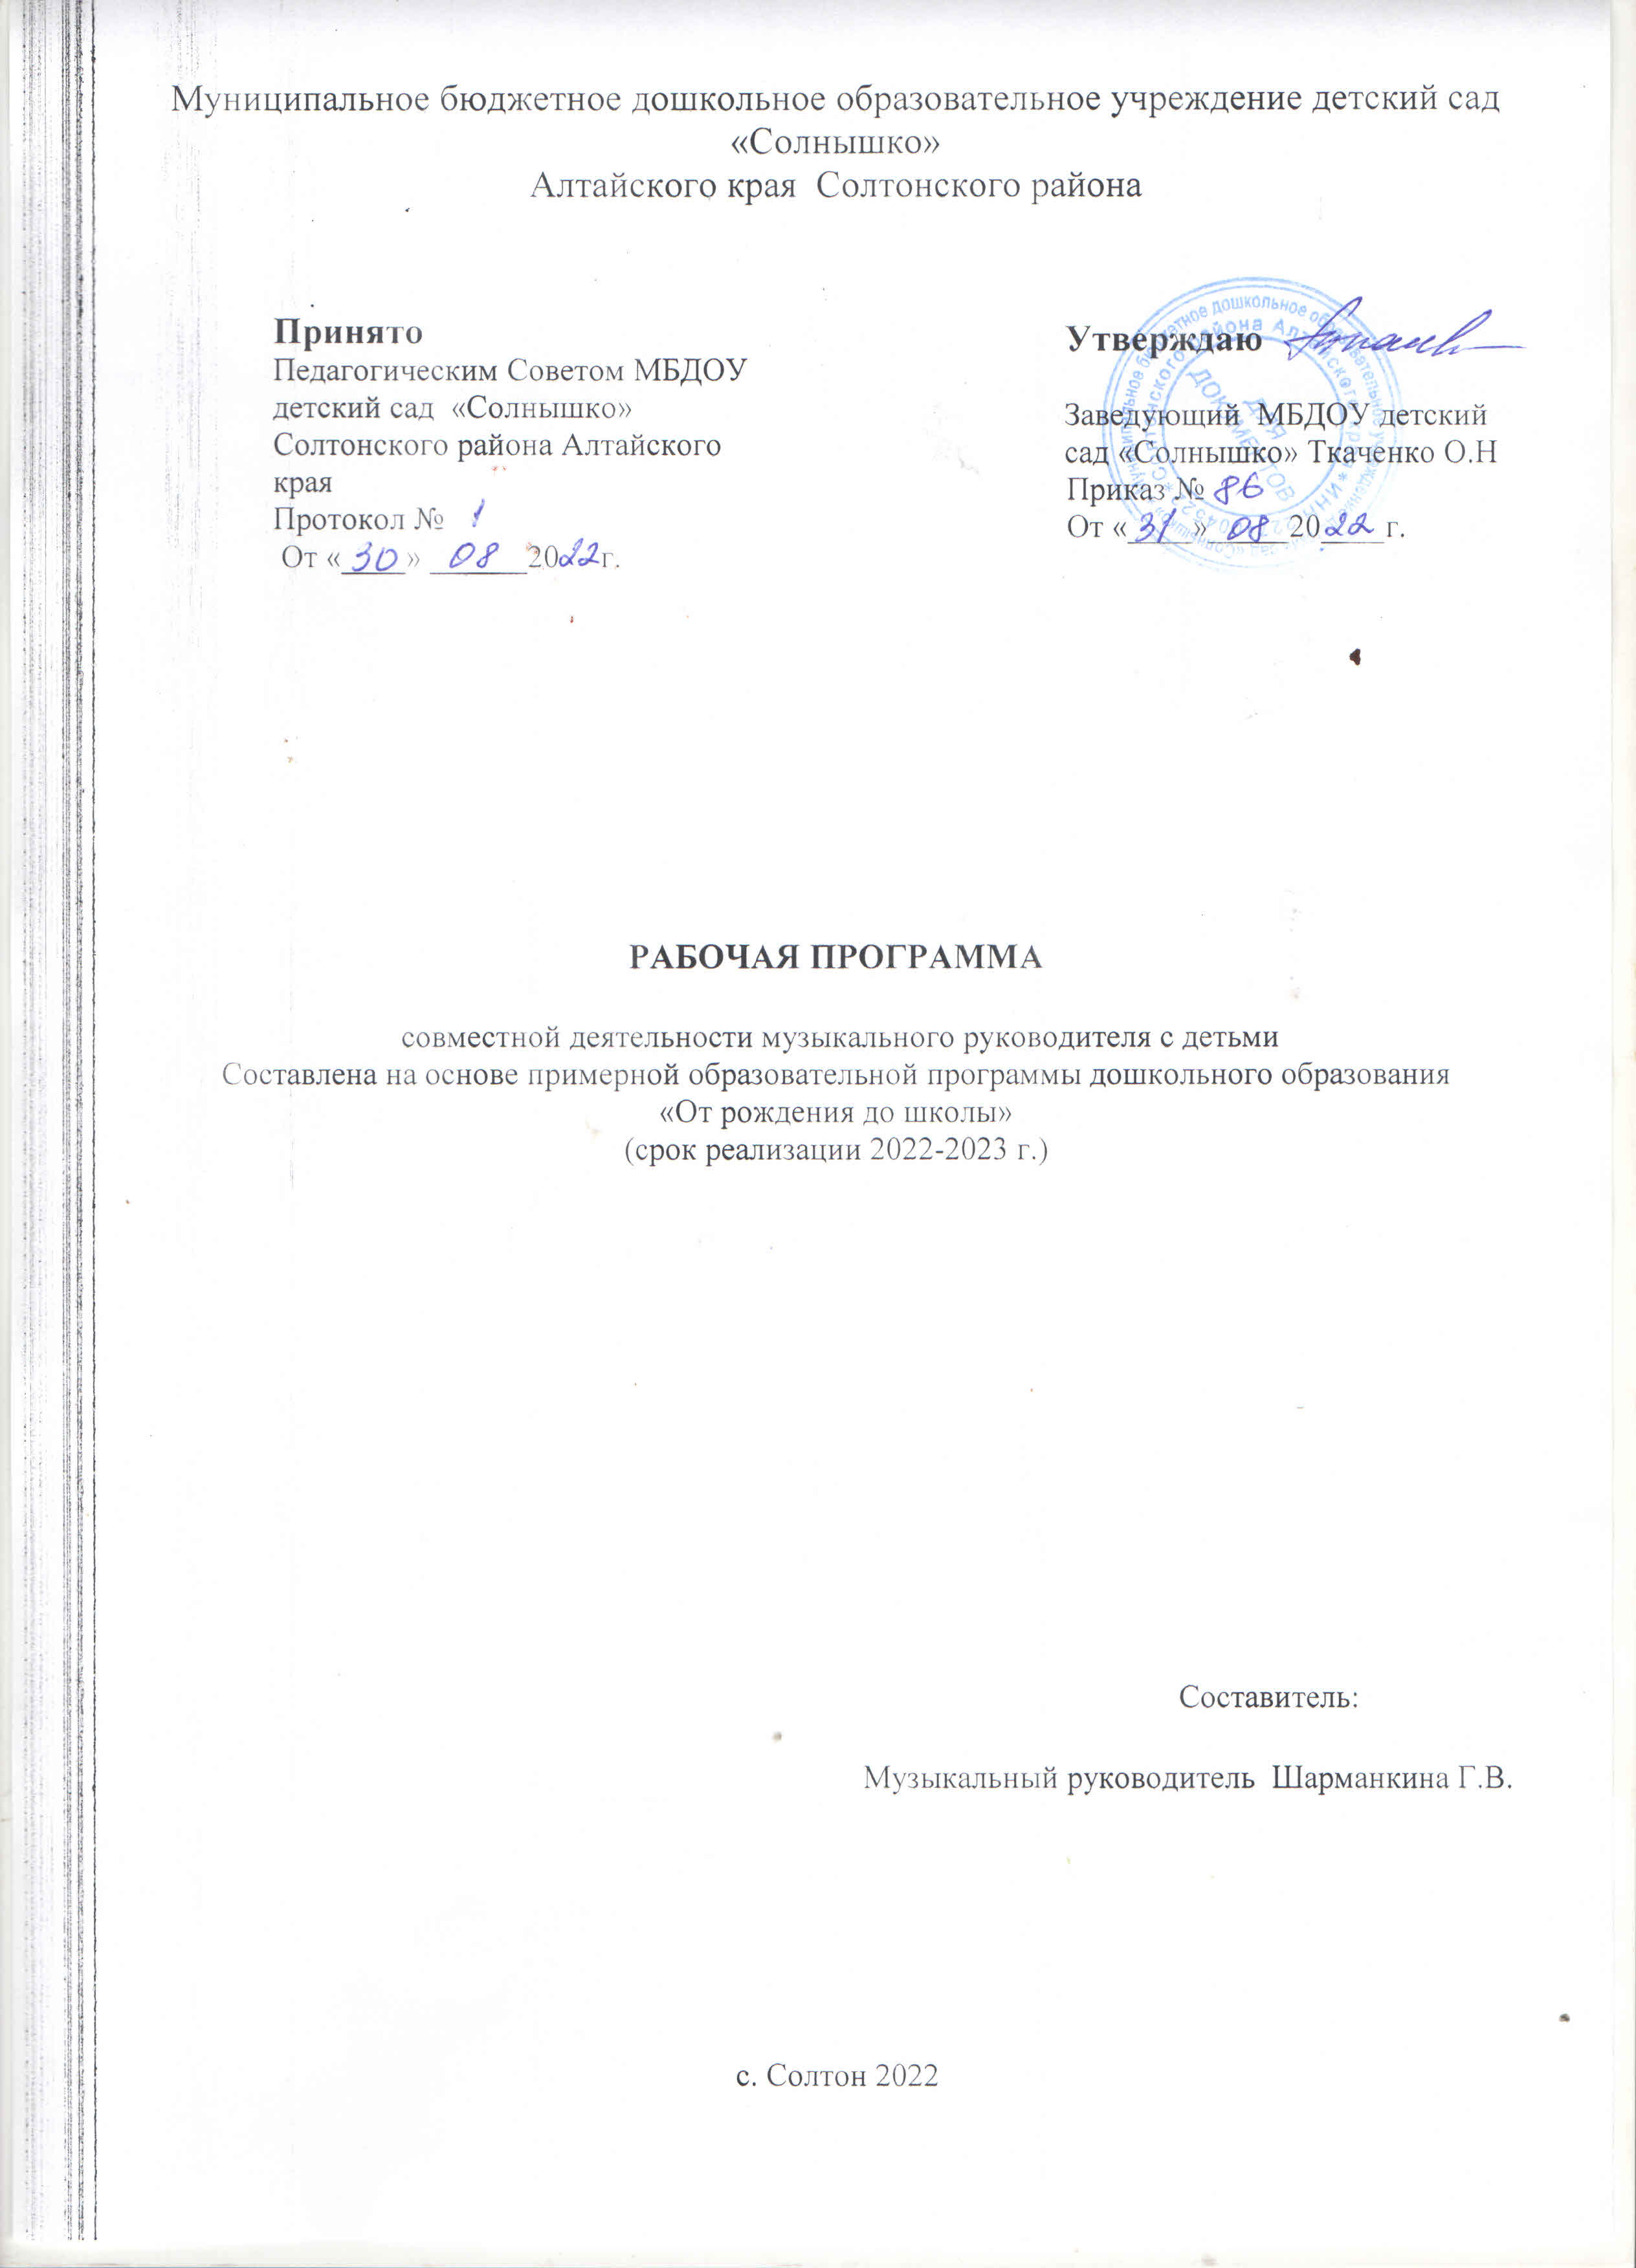 Муниципальное бюджетное дошкольное образовательное учреждение детский сад
«Солнышко»
Алтайского края Солтонского района
Принято
Педагогическим Советом МБДОУ
детский сад «Солнышко»
Солтонского района Алтайского
края
Протокол № 1
От «30» 08 2022г.
Утверждаю
Заведующий МБДОУ детский
сад «Солнышко» Ткаченко О.Н
Приказ № 86
От «31» 08 2022 г.
ДЛЯ
ДОКУМЕНТОВ
РАБОЧАЯ ПРОГРАММА
совместной деятельности музыкального руководителя с детьми
Составлена на основе примерной образовательной программы дошкольного образования
«От рождения до школы»
(срок реализации 2022-2023 г.)
Составитель:
Музыкальный руководитель Шарманкина Г.В.
с. Солтон 2022